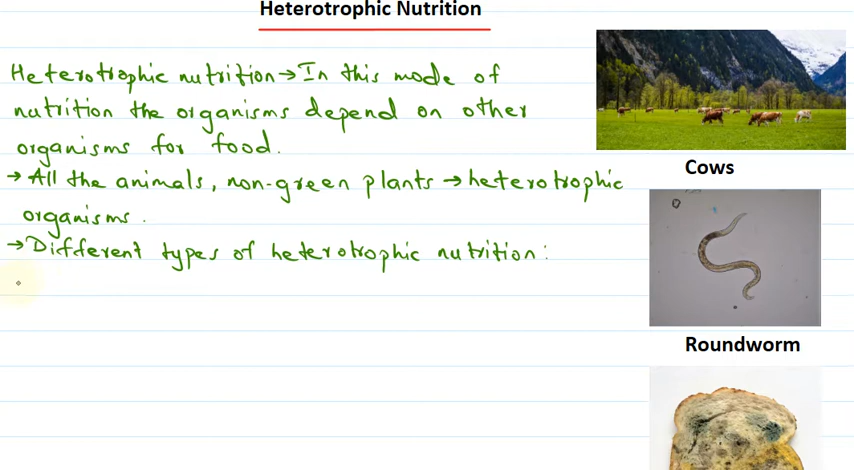 Heterotrophic Nutrition
Heterotrophic nutrition → In this mode of
nutrition the organisms depend on other
organisms for food.
→ All the animals, non-green plants → heterotrophic
organisms.
→ Different types of heterotrophic nutrition:
Cows
Roundworm